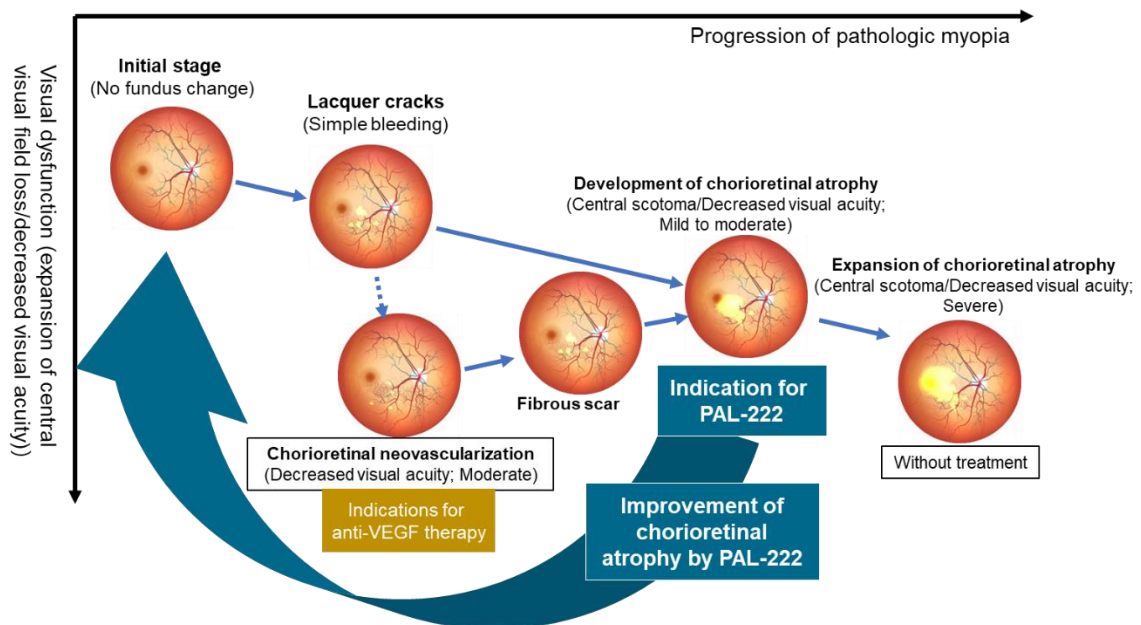 Progression of pathologic myopia
Visual dysfunction (expansion of central
visual field loss/decreased visual acuity))
Initial stage
(No fundus change)
Lacquer cracks
(Simple bleeding)
Development of chorioretinal atrophy
(Central scotoma/Decreased visual acuity;
Mild to moderate)
Expansion of chorioretinal atrophy
(Central scotoma/Decreased visual acuity;
Severe)
Fibrous scar
Indication for
PAL-222
Chorioretinal neovascularization
(Decreased visual acuity; Moderate)
Without treatment
Indications for
anti-VEGF therapy
Improvement of
chorioretinal
atrophy by PAL-222